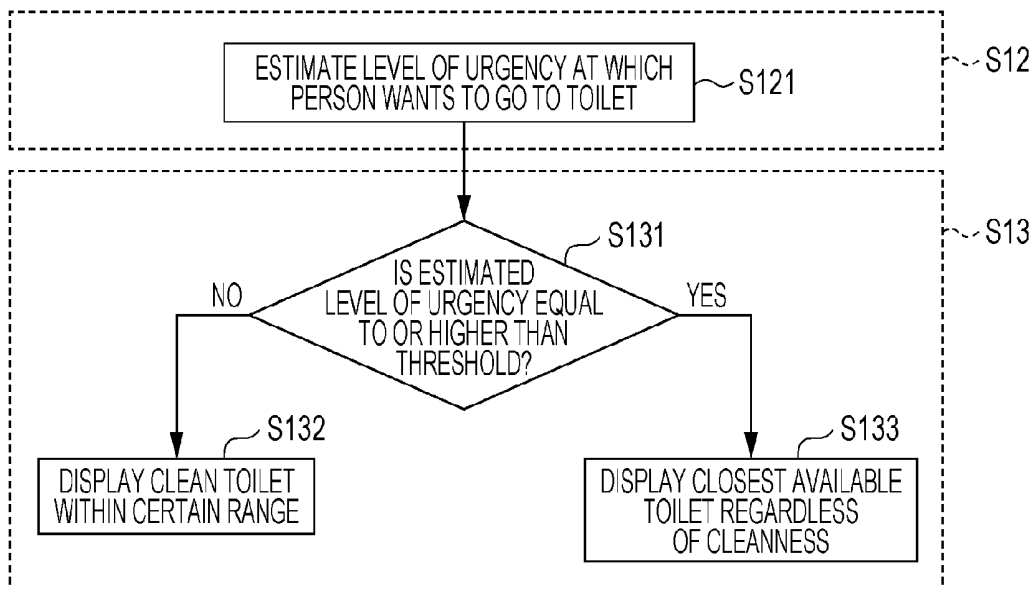 ESTIMATE LEVEL OF URGENCY AT WHICH
PERSON WANTS TO GO TO TOILET
S121
S12
S131
S13
IS ESTIMATED
LEVEL OF URGENCY EQUAL
TO OR HIGHER THAN
THRESHOLD?
NO
YES
S132
DISPLAY CLEAN TOILET
WITHIN CERTAIN RANGE
S133
DISPLAY CLOSEST AVAILABLE
TOILET REGARDLESS
OF CLEANNESS